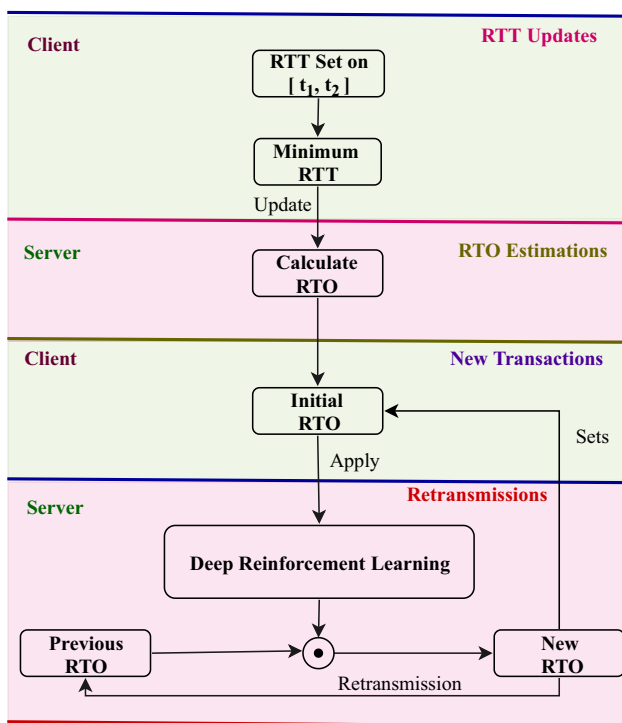 Client
RTT Updates
RTT Set on
[ t1, t2 ]
Minimum
RTT
Update
Server
RTO Estimations
Calculate
RTO
Client
New Transactions
Initial
RTO
Sets
Apply
Retransmissions
Server
Deep Reinforcement Learning
Previous
RTO
New
RTO
Retransmission